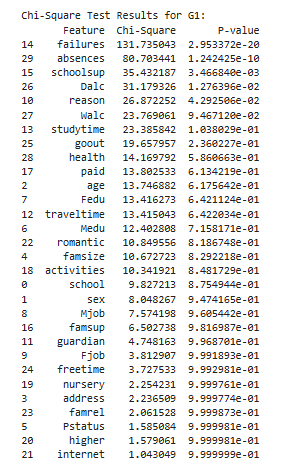 Chi-Square Test Results for G1:
Feature Chi-Square P-value
14 failures 131.735043 2.953372e-20
29 absences 80.703441 1.242425e-10
15 schoolsup 35.432187 3.466840e-03
26 Dalc 31.179326 1.276396e-02
10 reason 26.872252 4.292506e-02
27 Walc 23.769061 9.467120e-02
13 studytime 23.385842 1.038029e-01
25 goout 19.657957 2.360227e-01
28 health 14.169792 5.860663e-01
17 paid 13.802533 6.134219e-01
2 age 13.746882 6.175642e-01
7 Fedu 13.416273 6.421124e-01
12 traveltime 13.415043 6.422034e-01
6 Medu 12.402808 7.158171e-01
22 romantic 10.849556 8.186748e-01
4 famsize 10.672723 8.292218e-01
18 activities 10.341921 8.481729e-01
0 school 9.827213 8.754944e-01
1 sex 8.048267 9.474165e-01
8 Mjob 7.574198 9.605442e-01
16 famsup 6.502738 9.816987e-01
11 guardian 4.748163 9.968701e-01
9 Fjob 3.812907 9.991893e-01
24 freetime 3.727533 9.992981e-01
19 nursery 2.254231 9.999761e-01
3 address 2.236509 9.999774e-01
23 famrel 2.061528 9.999873e-01
5 Pstatus 1.585084 9.999981e-01
20 higher 1.579061 9.999981e-01
21 internet 1.043049 9.999999e-01